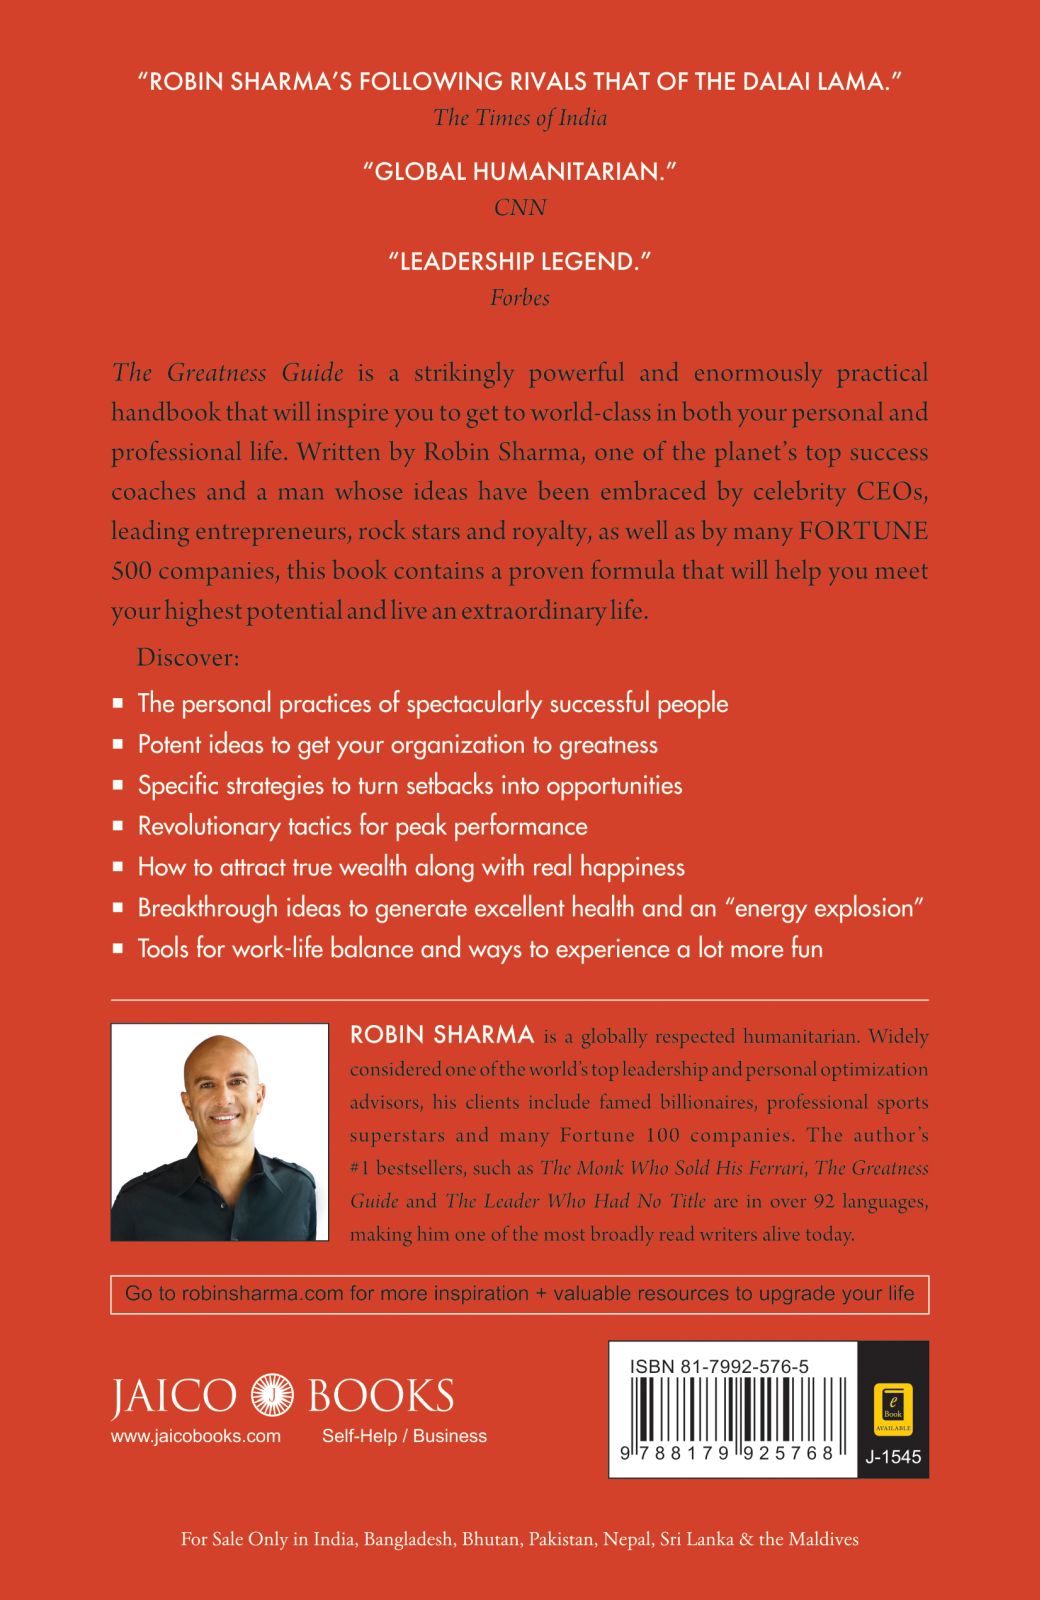 “ROBIN SHARMA’S FOLLOWING RIVALS THAT OF THE DALAI LAMA.”
The Times of India
“GLOBAL HUMANITARIAN.”
CNN
“LEADERSHIP LEGEND.”
Forbes
The Greatness Guide is a strikingly powerful and enormously practical
handbook that will inspire you to get to world-class in both your personal and
professional life. Written by Robin Sharma, one of the planet’s top success
coaches and a man whose ideas have been embraced by celebrity CEOs,
leading entrepreneurs, rock stars and royalty, as well as by many FORTUNE
500 companies, this book contains a proven formula that will help you meet
your highest potential and live an extraordinary life.
Discover:
▪ The personal practices of spectacularly successful people
▪ Potent ideas to get your organization to greatness
▪ Specific strategies to turn setbacks into opportunities
▪ Revolutionary tactics for peak performance
▪ How to attract true wealth along with real happiness
▪ Breakthrough ideas to generate excellent health and an “energy explosion”
▪ Tools for work-life balance and ways to experience a lot more fun
ROBIN SHARMA is a globally respected humanitarian. Widely
considered one of the world’s top leadership and personal optimization
advisors, his clients include famed billionaires, professional sports
superstars and many Fortune 100 companies. The author’s
#1 bestsellers, such as The Monk Who Sold His Ferrari, The Greatness
Guide and The Leader Who Had No Title are in over 92 languages,
making him one of the most broadly read writers alive today.
Go to robinsharma.com for more inspiration + valuable resources to upgrade your life
JAICO J BOOKS
www.jaicobooks.com Self-Help / Business
ISBN 81-7992-576-5
9 788179 925768
e
Book
AVAILABLE
J-1545
For Sale Only in India, Bangladesh, Bhutan, Pakistan, Nepal, Sri Lanka & the Maldives